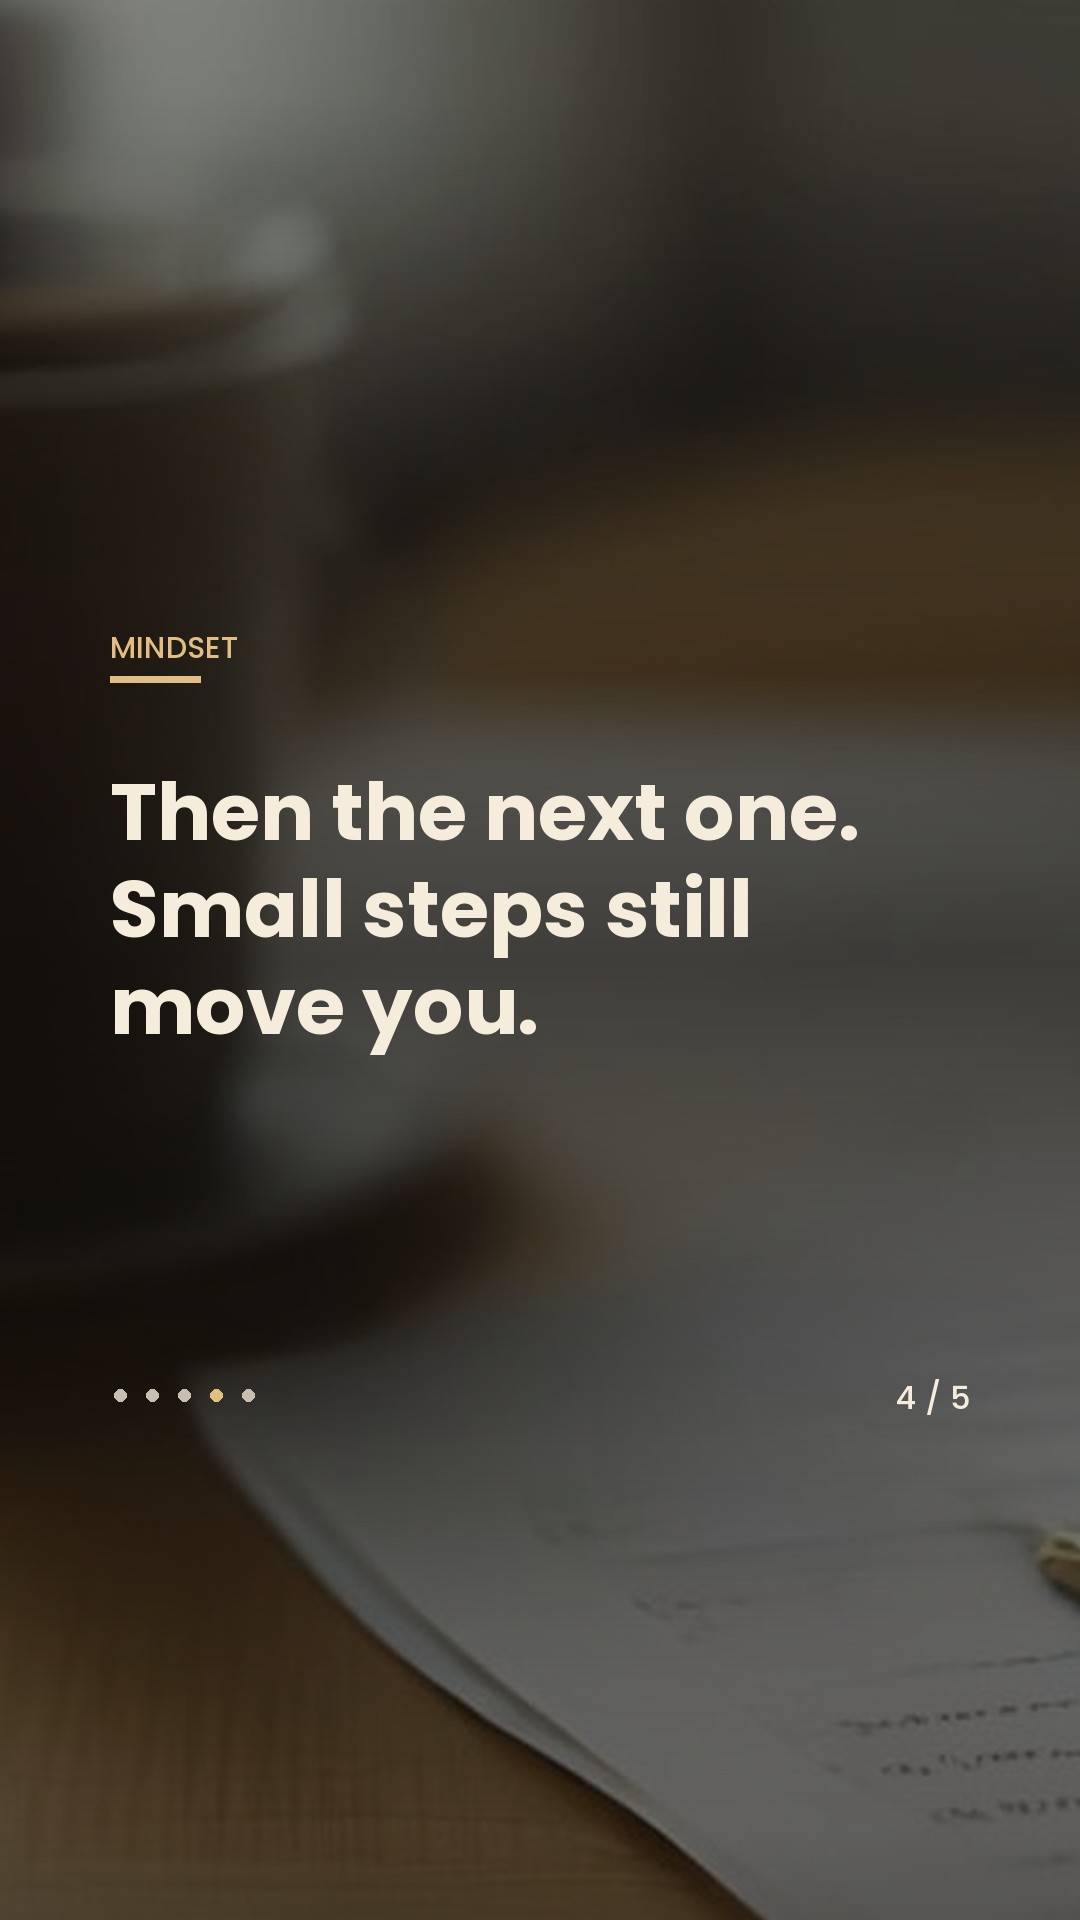 MINDSET
Then the next one.
Small steps still
move you.
4 / 5